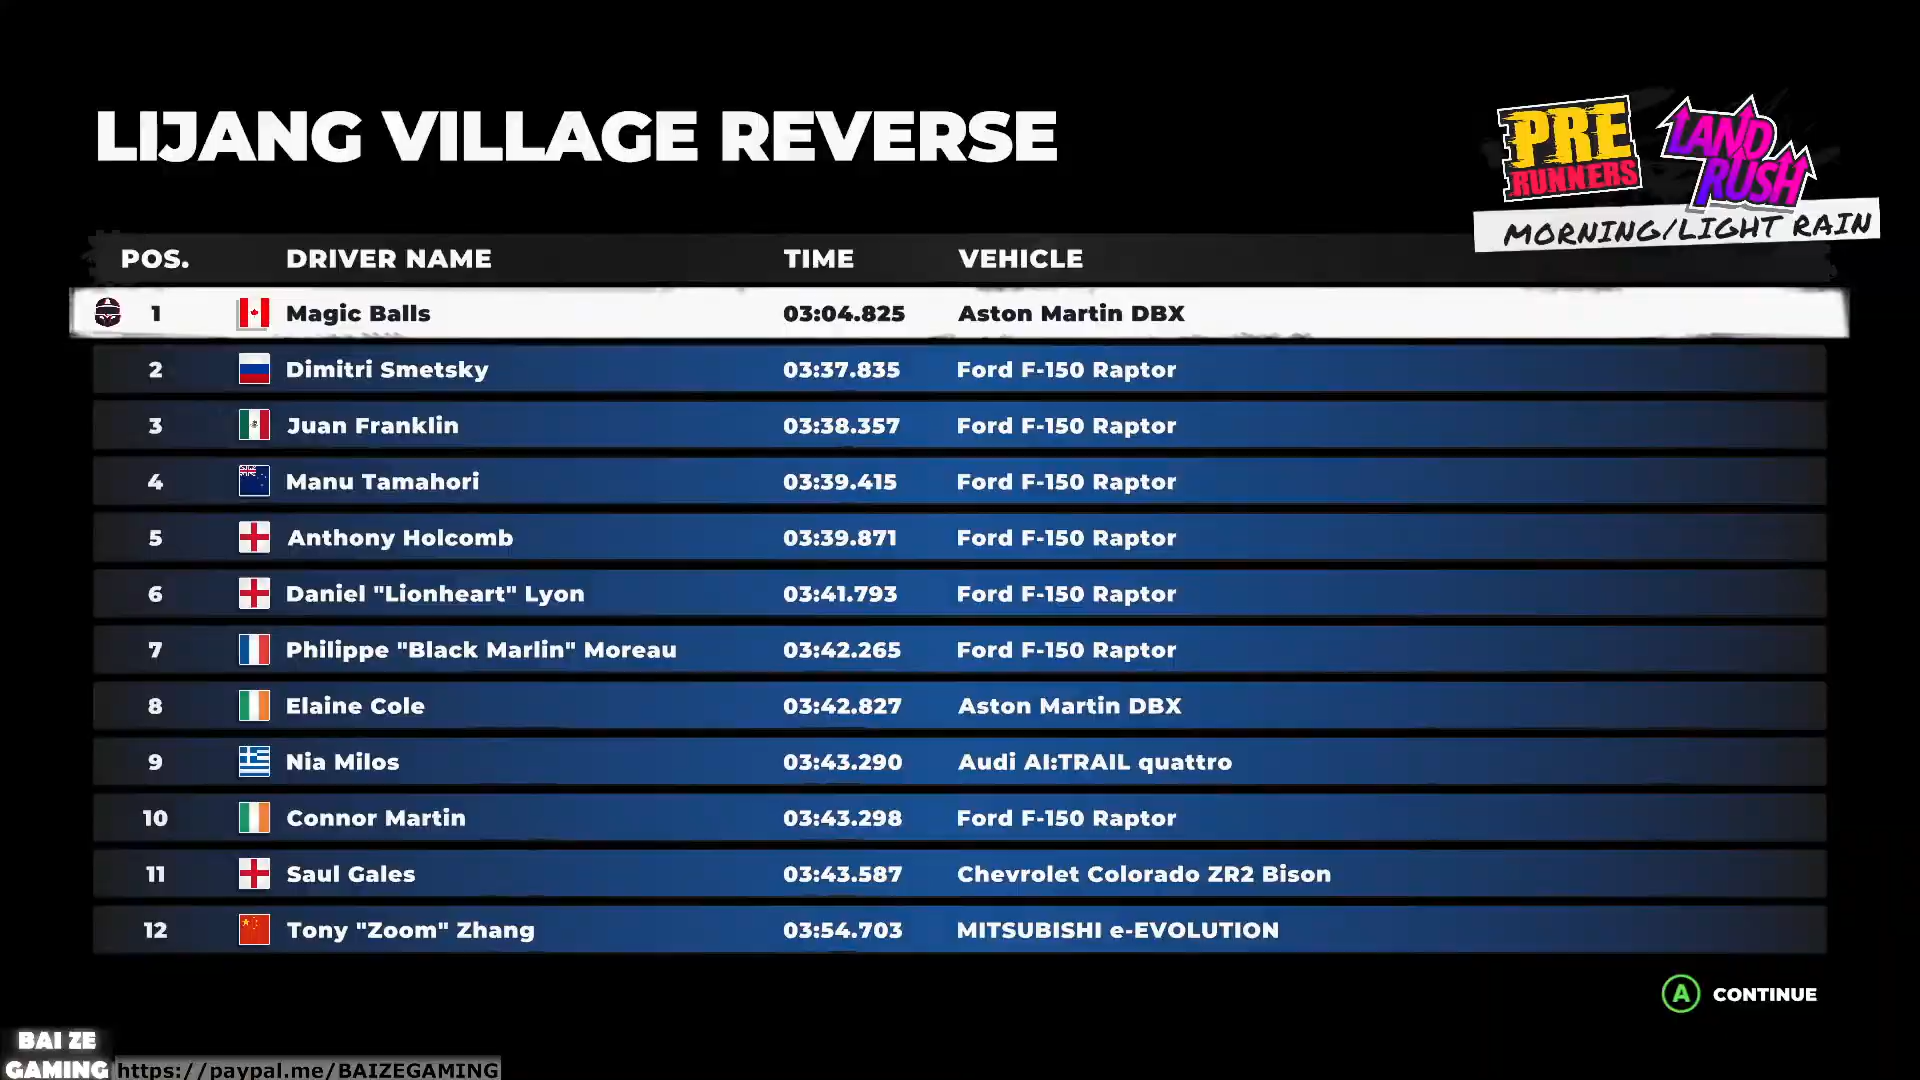 LIJANG VILLAGE REVERSE
PRE
RUNNERS
LAND
RUSH
MORNING/LIGHT RAIN
POS. DRIVER NAME TIME VEHICLE
1 Magic Balls 03:04.825 Aston Martin DBX
2 Dimitri Smetsky 03:37.835 Ford F-150 Raptor
3 Juan Franklin 03:38.357 Ford F-150 Raptor
4 Manu Tamahori 03:39.415 Ford F-150 Raptor
5 Anthony Holcomb 03:39.871 Ford F-150 Raptor
6 Daniel "Lionheart" Lyon 03:41.793 Ford F-150 Raptor
7 Philippe "Black Marlin" Moreau 03:42.265 Ford F-150 Raptor
8 Elaine Cole 03:42.827 Aston Martin DBX
9 Nia Milos 03:43.290 Audi AI:TRAIL quattro
10 Connor Martin 03:43.298 Ford F-150 Raptor
11 Saul Gales 03:43.587 Chevrolet Colorado ZR2 Bison
12 Tony "Zoom" Zhang 03:54.703 MITSUBISHI e-EVOLUTION
A CONTINUE
BAI ZE
GAMING https://paypal.me/BAIZEGAMING